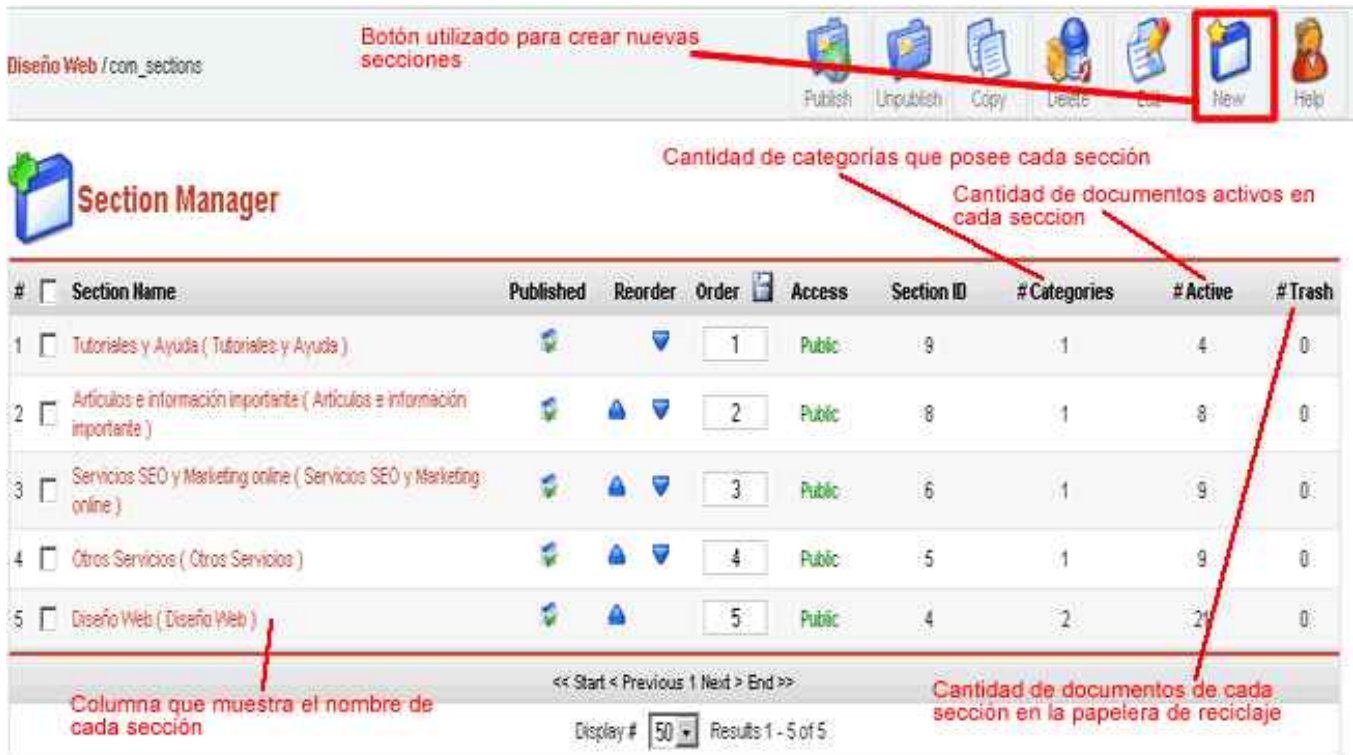 Botón utilizado para crear nuevas
secciones
Diseño Web / com_sections
Publish Unpublish Copy Delete Edit New Help
Cantidad de categorías que posee cada sección
Cantidad de documentos activos en
cada seccion
Section Manager
# Section Name Published Reorder Order Access Section ID # Categories # Active # Trash
1 Tutoriales y Ayuda ( Tutoriales y Ayuda ) 1 Public 9 1 4 0
2 Artículos e información importante ( Artículos e información
importante ) 2 Public 8 1 8 0
3 Servicios SEO y Marketing online ( Servicios SEO y Marketing
online ) 3 Public 6 1 9 0
4 Otros Servicios ( Otros Servicios ) 4 Public 5 1 9 0
5 Diseño Web ( Diseño Web ) 5 Public 4 2 0
<< Start < Previous 1 Next > End >>
Columna que muestra el nombre de
cada sección
Cantidad de documentos de cada
sección en la papelera de reciclaje
Display # 50 Results 1 - 5 of 5